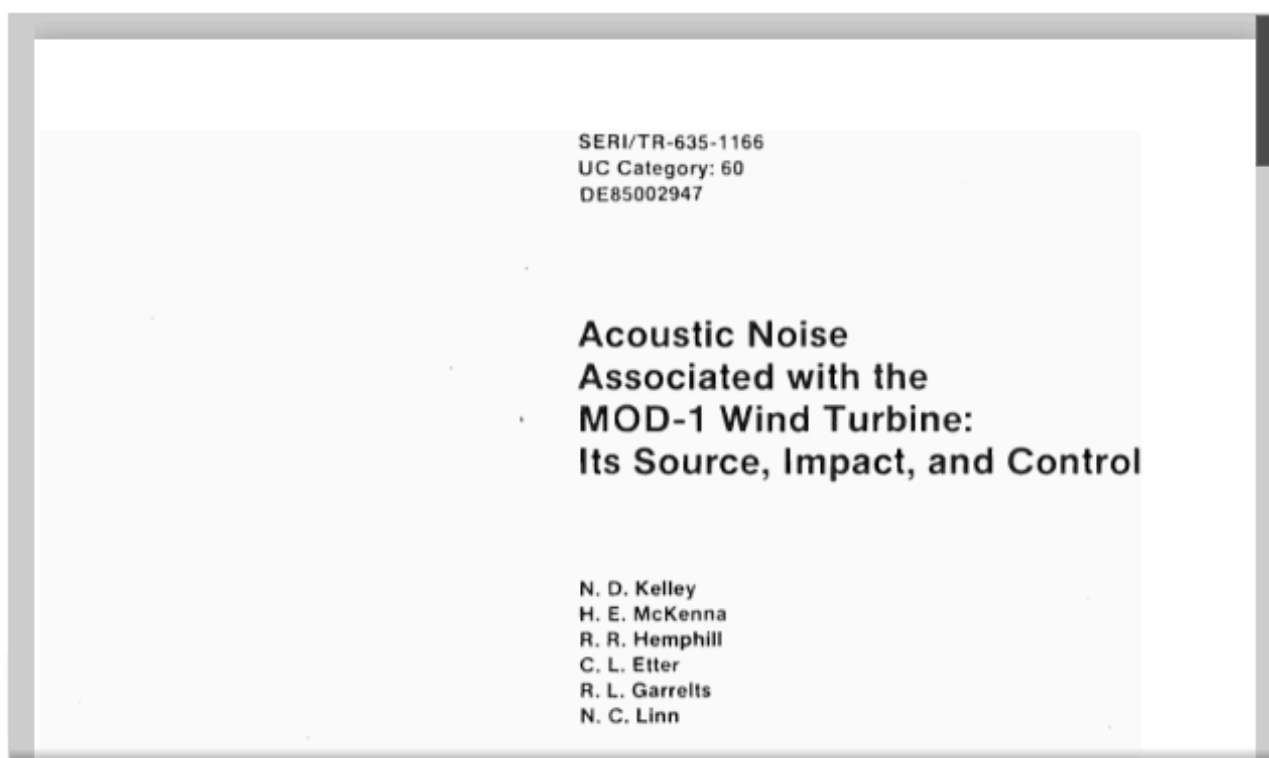 SERI/TR-635-1166
UC Category: 60
DE85002947
Acoustic Noise
Associated with the
MOD-1 Wind Turbine:
Its Source, Impact, and Control
N. D. Kelley
H. E. McKenna
R. R. Hemphill
C. L. Etter
R. L. Garrelts
N. C. Linn